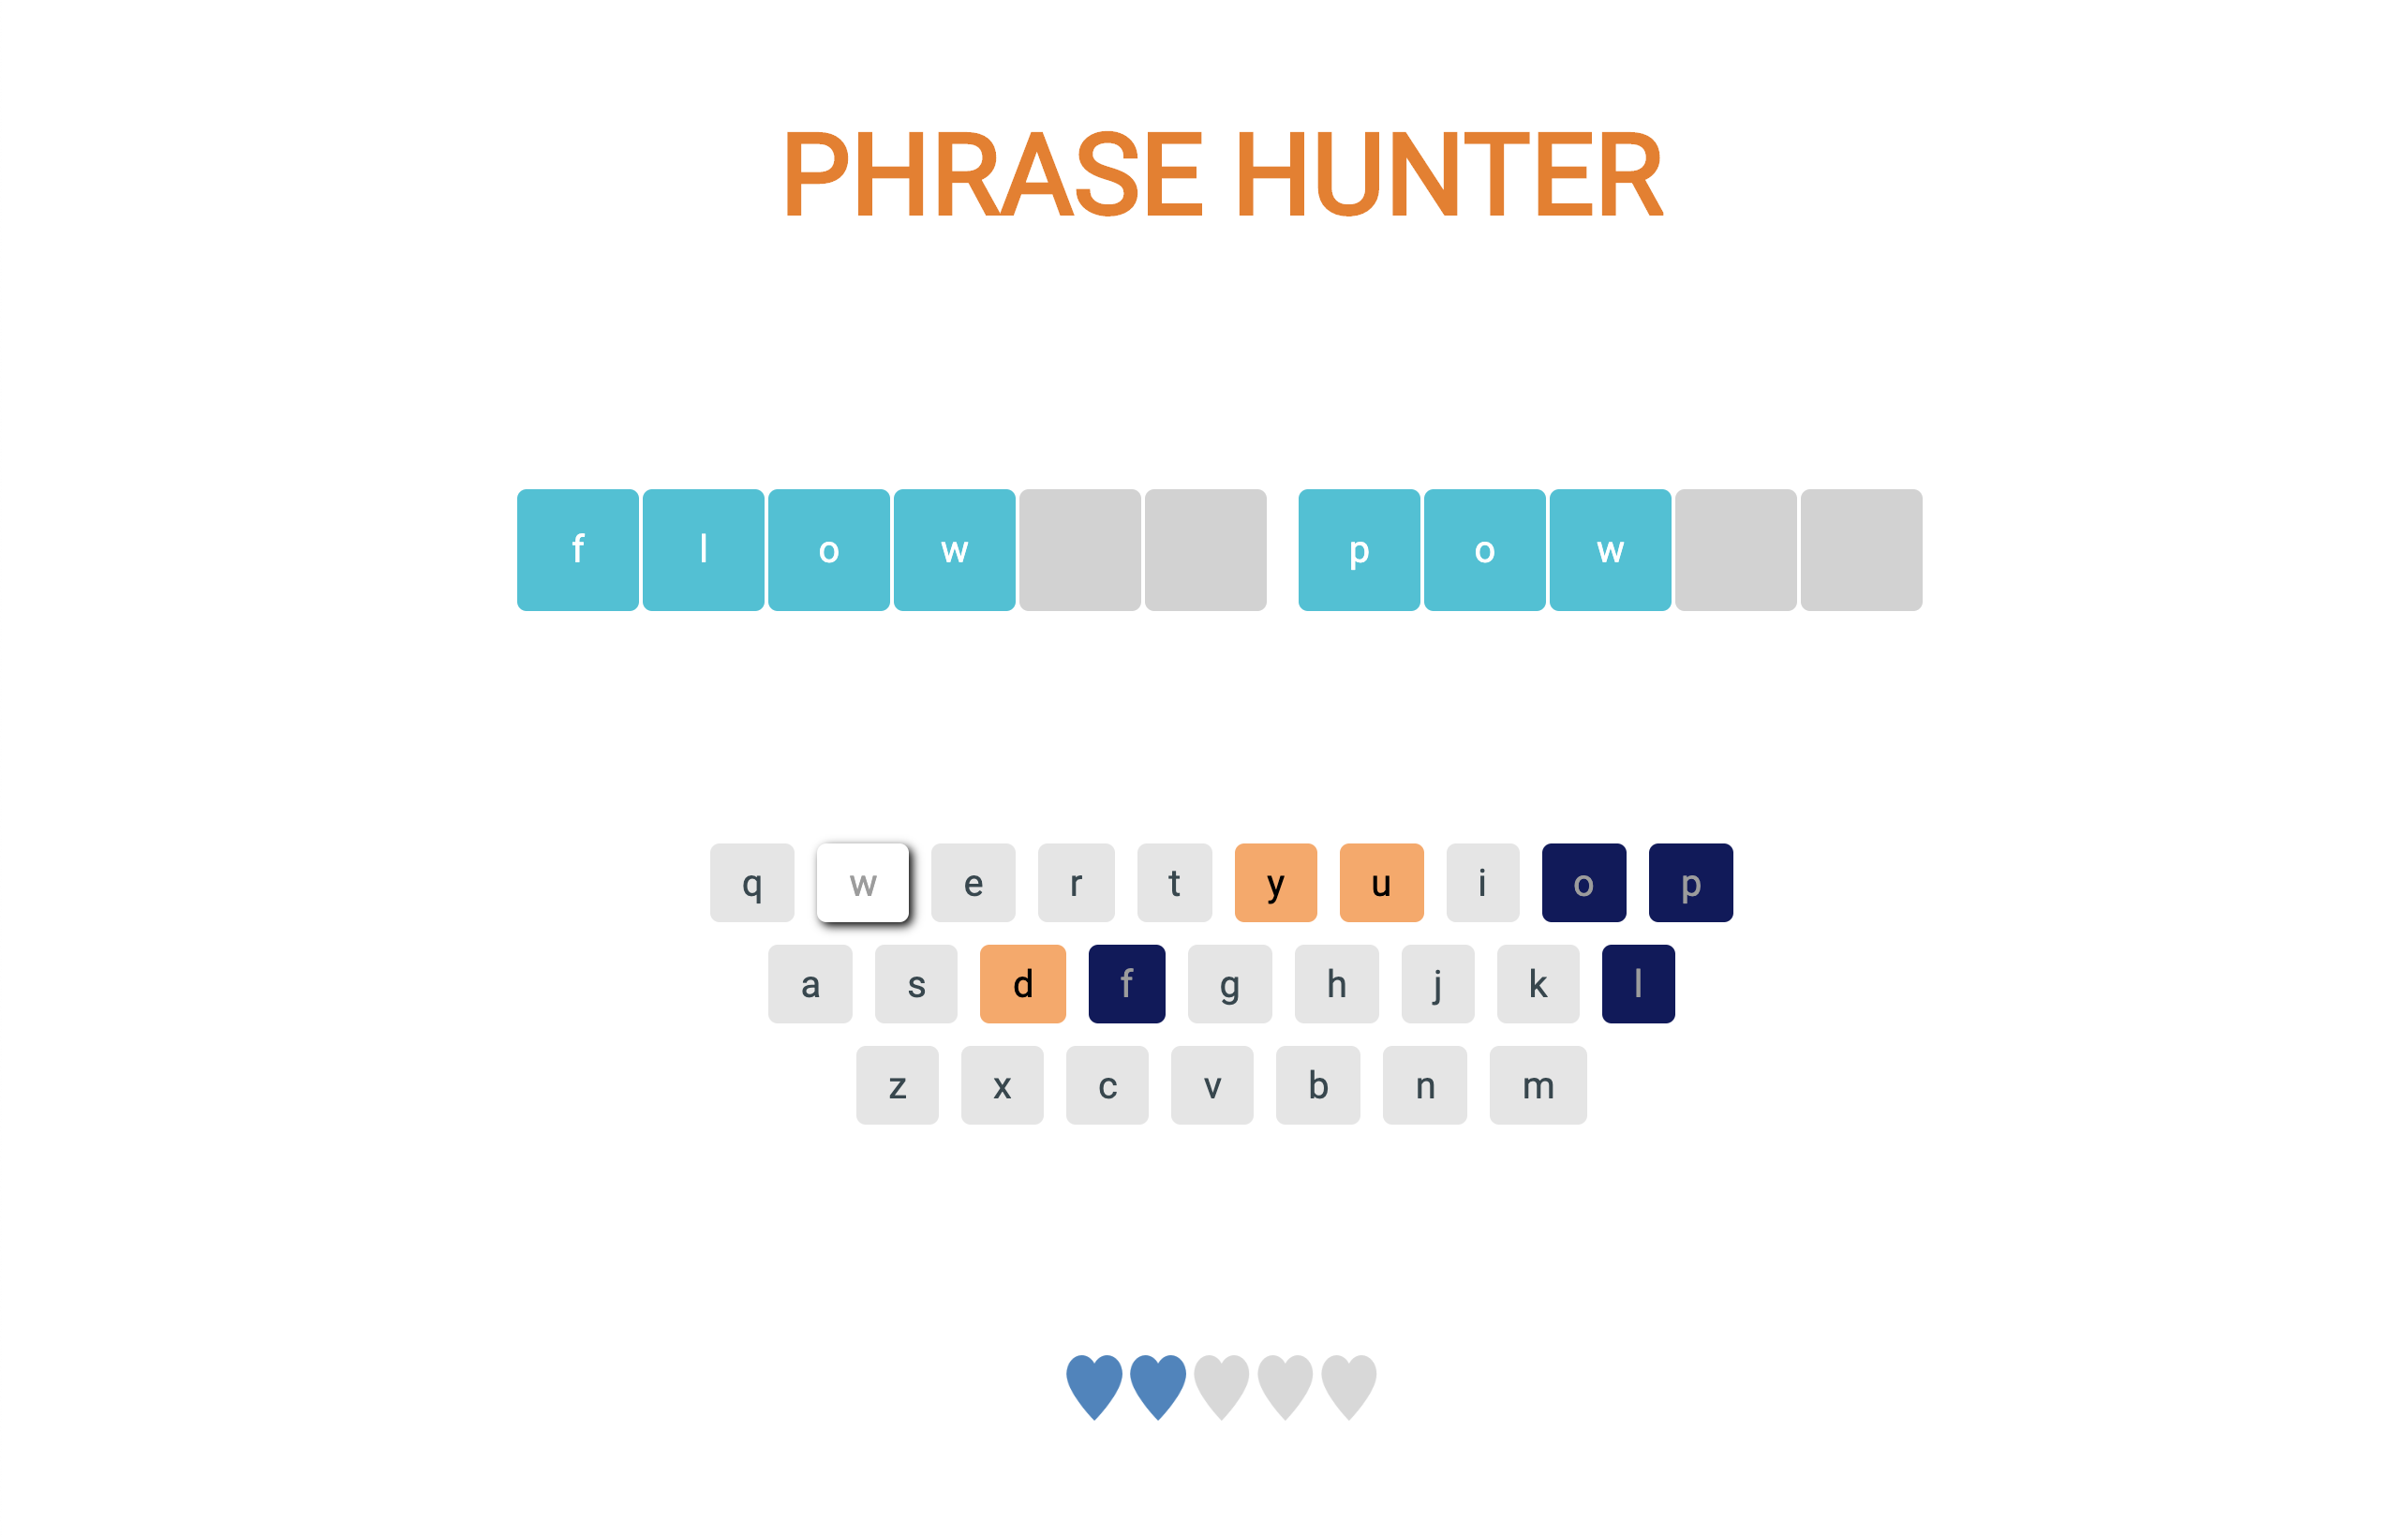 PHRASE HUNTER
f l o w p o w
q w e r t y u i o p
a s d f g h j k l
z x c v b n m